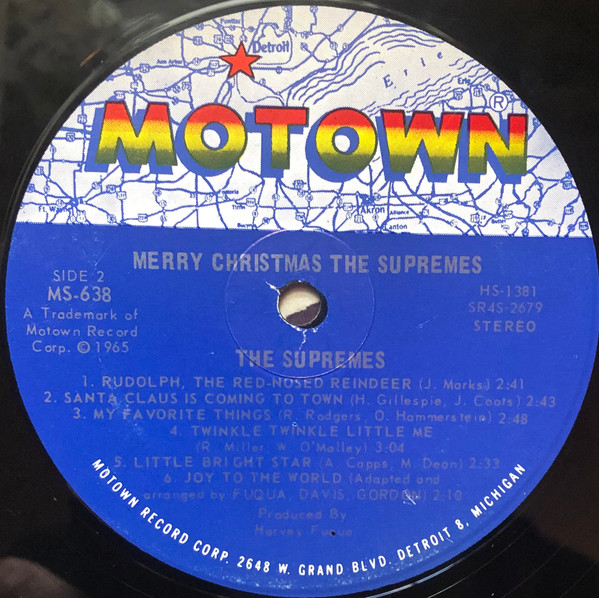 Detroit
Erie
Erie
MOTOWN®
Akron
Canton
MERRY CHRISTMAS THE SUPREMES
SIDE 2
MS-638
A Trademark of
Motown Record
Corp. © 1965
HS-1381
SR4S-2679
STEREO
THE SUPREMES
1. RUDOLPH, THE RED-NOSED REINDEER (J. Marks) 2:41
2. SANTA CLAUS IS COMING TO TOWN (H. Gillespie, J. Coots) 2:43
3. MY FAVORITE THINGS (R. Rodgers, O. Hammerstein) 2:48
4. TWINKLE TWINKLE LITTLE ME
(R. Miller, W. O'Malley) 3:04
5. LITTLE BRIGHT STAR (A. Capps, M. Dean) 2:33
6. JOY TO THE WORLD (Adapted and
arranged by FUQUA, DAVIS, GORDON) 2:10
Produced By
Harvey Fuqua
MOTOWN RECORD CORP. 2648 W. GRAND BLVD. DETROIT 8, MICHIGAN